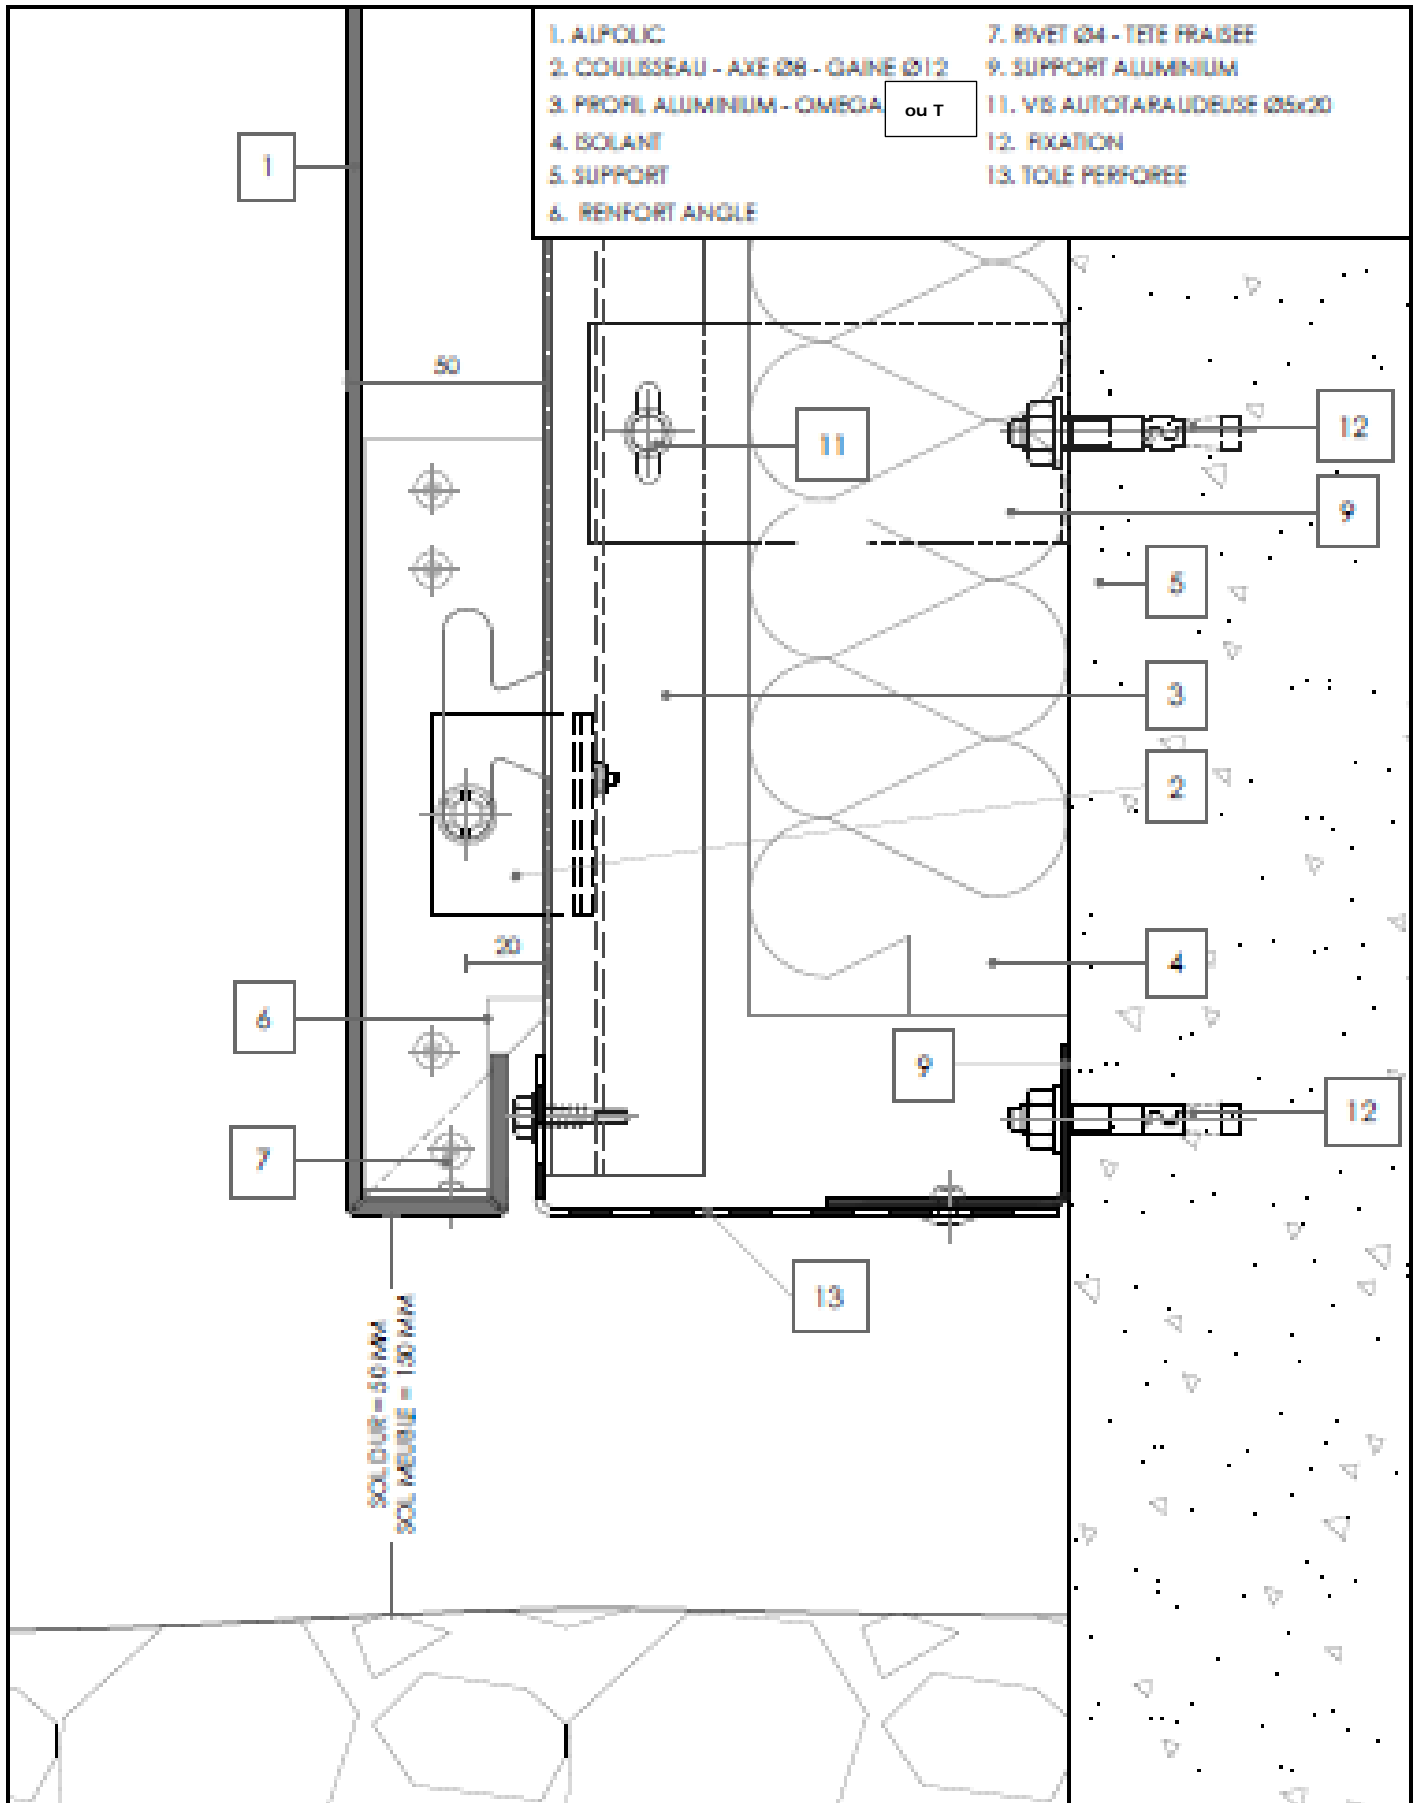 1. ALPOLIC
2. COULISSEAU - AXE Ø8 - GAINE Ø12
3. PROFIL ALUMINIUM - OMEGA ou T
4. ISOLANT
5. SUPPORT
6. RENFORT ANGLE
7. RIVET Ø4 - TETE FRAISEE
9. SUPPORT ALUMINIUM
11. VIS AUTOTARAUDEUSE Ø5x20
12. FIXATION
13. TOLE PERFOREE
1
50
11
12
9
5
3
2
20
4
6
9
12
7
13
SOL DUR = 50 MM
SOL MEUBLE = 150 MM